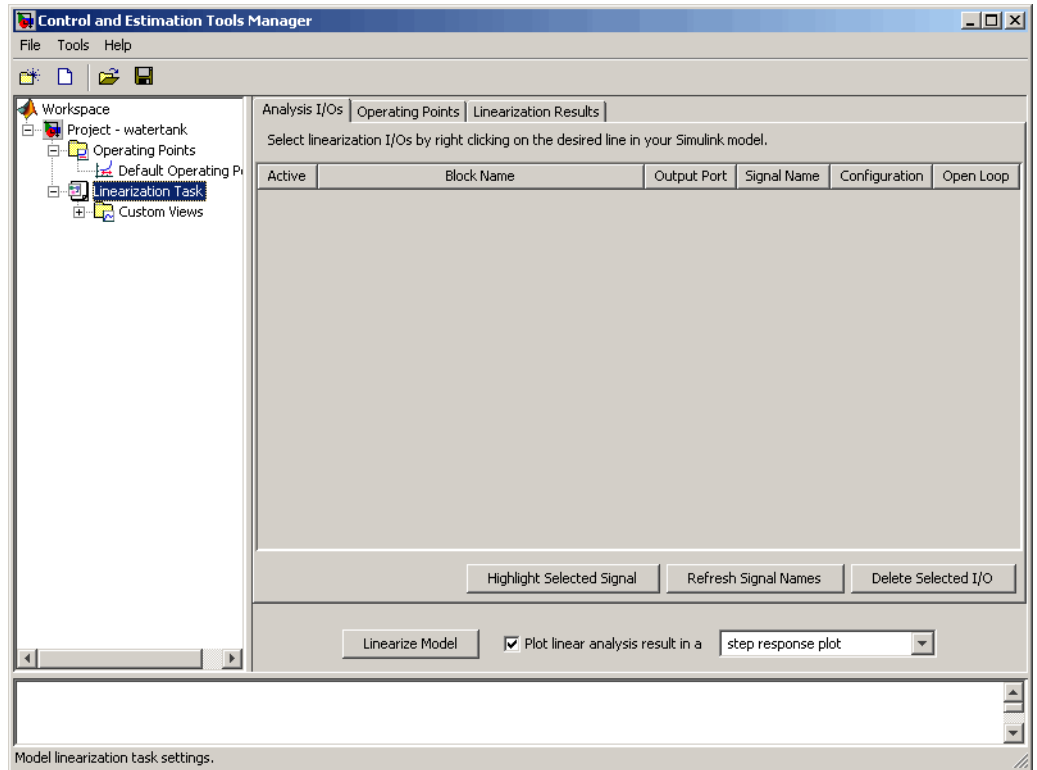 Control and Estimation Tools Manager
File Tools Help
Workspace
Project - watertank
Operating Points
Default Operating
Linearization Task
Custom Views
Analysis I/Os Operating Points Linearization Results
Select linearization I/Os by right clicking on the desired line in your Simulink model.
Active Block Name Output Port Signal Name Configuration Open Loop
Highlight Selected Signal Refresh Signal Names Delete Selected I/O
Linearize Model Plot linear analysis result in a step response plot
Model linearization task settings.